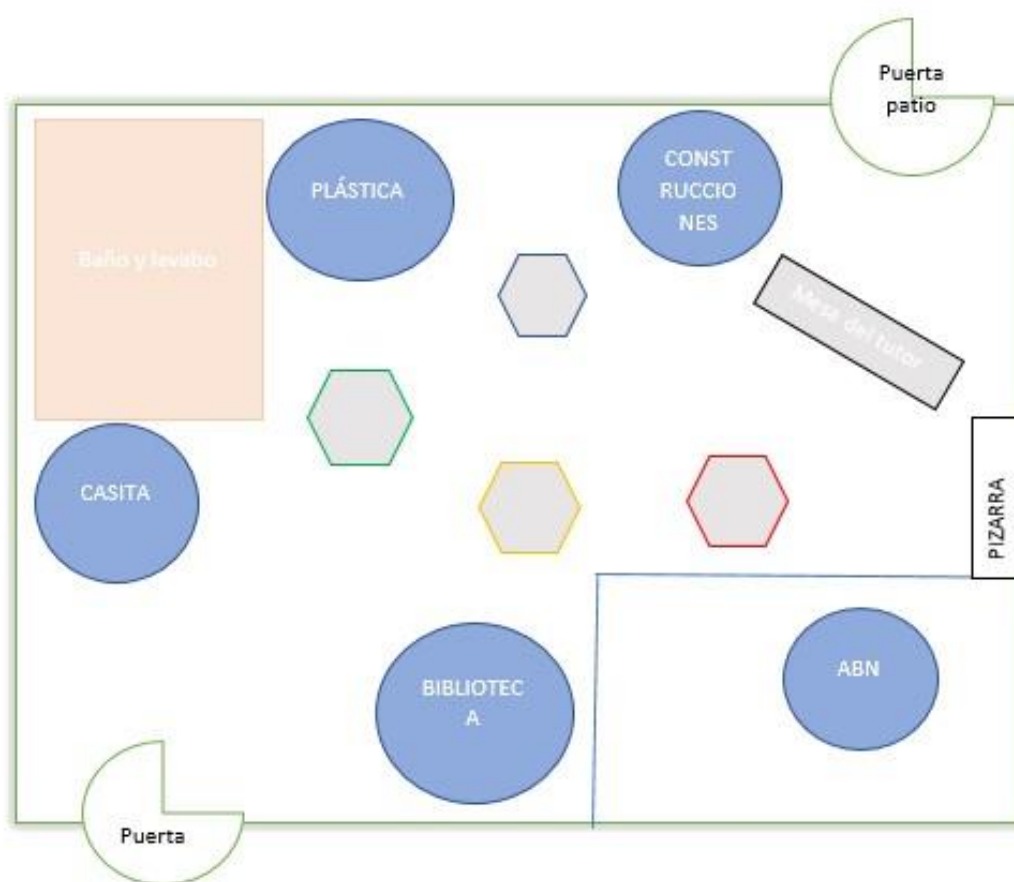 Puerta
patio
CONST
RUCCIO
NES
PLÁSTICA
Baño y lavabo
Mesa del tutor
CASITA
PIZARRA
ABN
BIBLIOTEC
A
Puerta